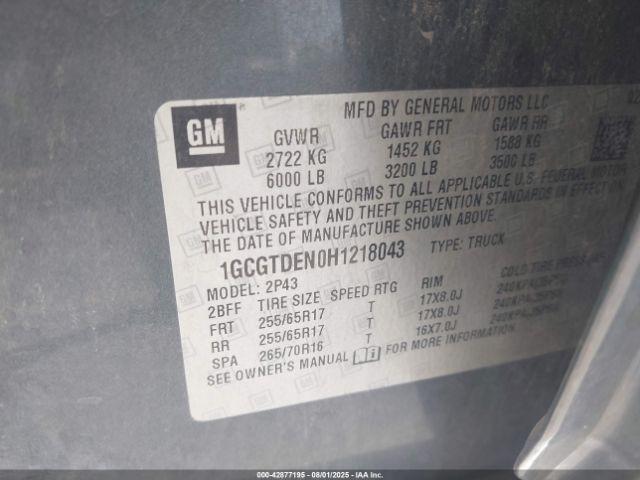 GM
MFD BY GENERAL MOTORS LLC
GVWR GAWR FRT GAWR RR
2722 KG 1452 KG 1588 KG
6000 LB 3200 LB 3500 LB
THIS VEHICLE CONFORMS TO ALL APPLICABLE U.S. FEDERAL MOTOR
VEHICLE SAFETY AND THEFT PREVENTION STANDARDS IN EFFECT
THE DATE OF MANUFACTURE SHOWN ABOVE.
1GCGTDEN0H1218043 TYPE: TRUCK
MODEL: 2P43
2BFF TIRE SIZE SPEED RTG RIM COLD TIRE
FRT 255/65R17 T 17X8.0J
RR 255/65R17 T 17X8.0J
SPA 265/70R16 T 16X7.0J
SEE OWNER'S MANUAL FOR MORE INFORMATION.
000-42877195 - 08/01/2025 - IAAI.com